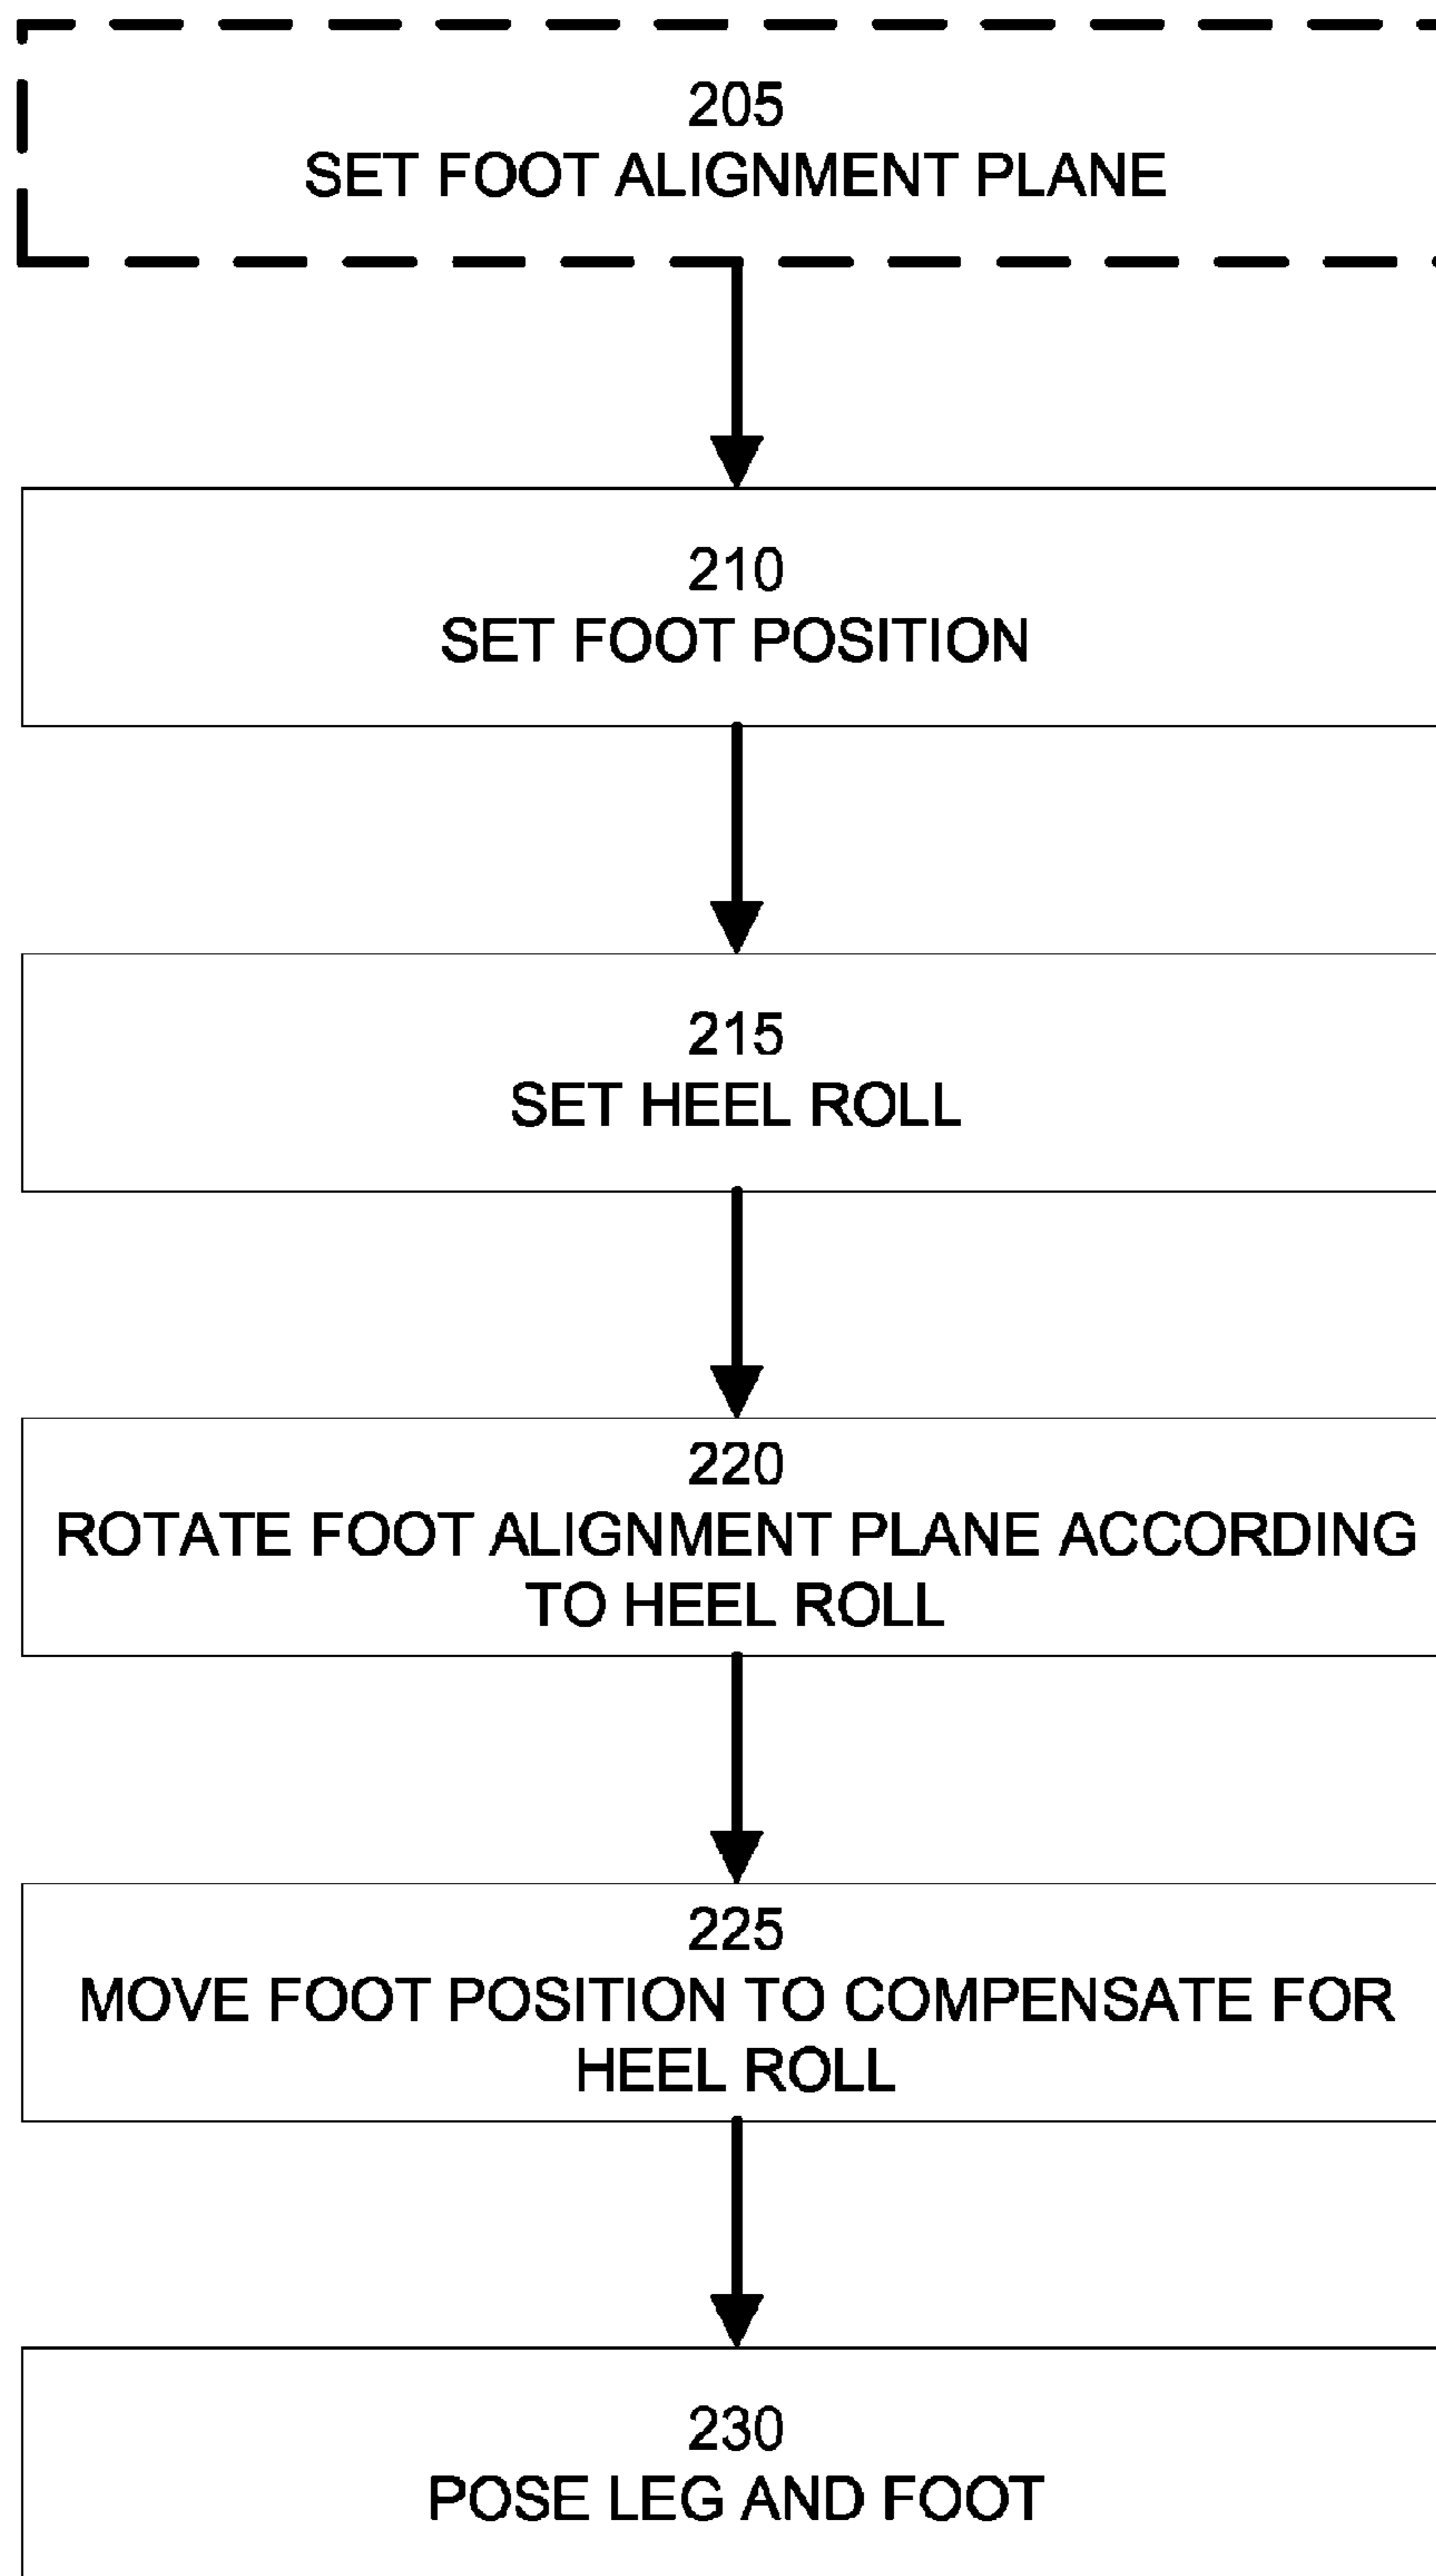 205
SET FOOT ALIGNMENT PLANE
210
SET FOOT POSITION
215
SET HEEL ROLL
220
ROTATE FOOT ALIGNMENT PLANE ACCORDING
TO HEEL ROLL
225
MOVE FOOT POSITION TO COMPENSATE FOR
HEEL ROLL
230
POSE LEG AND FOOT